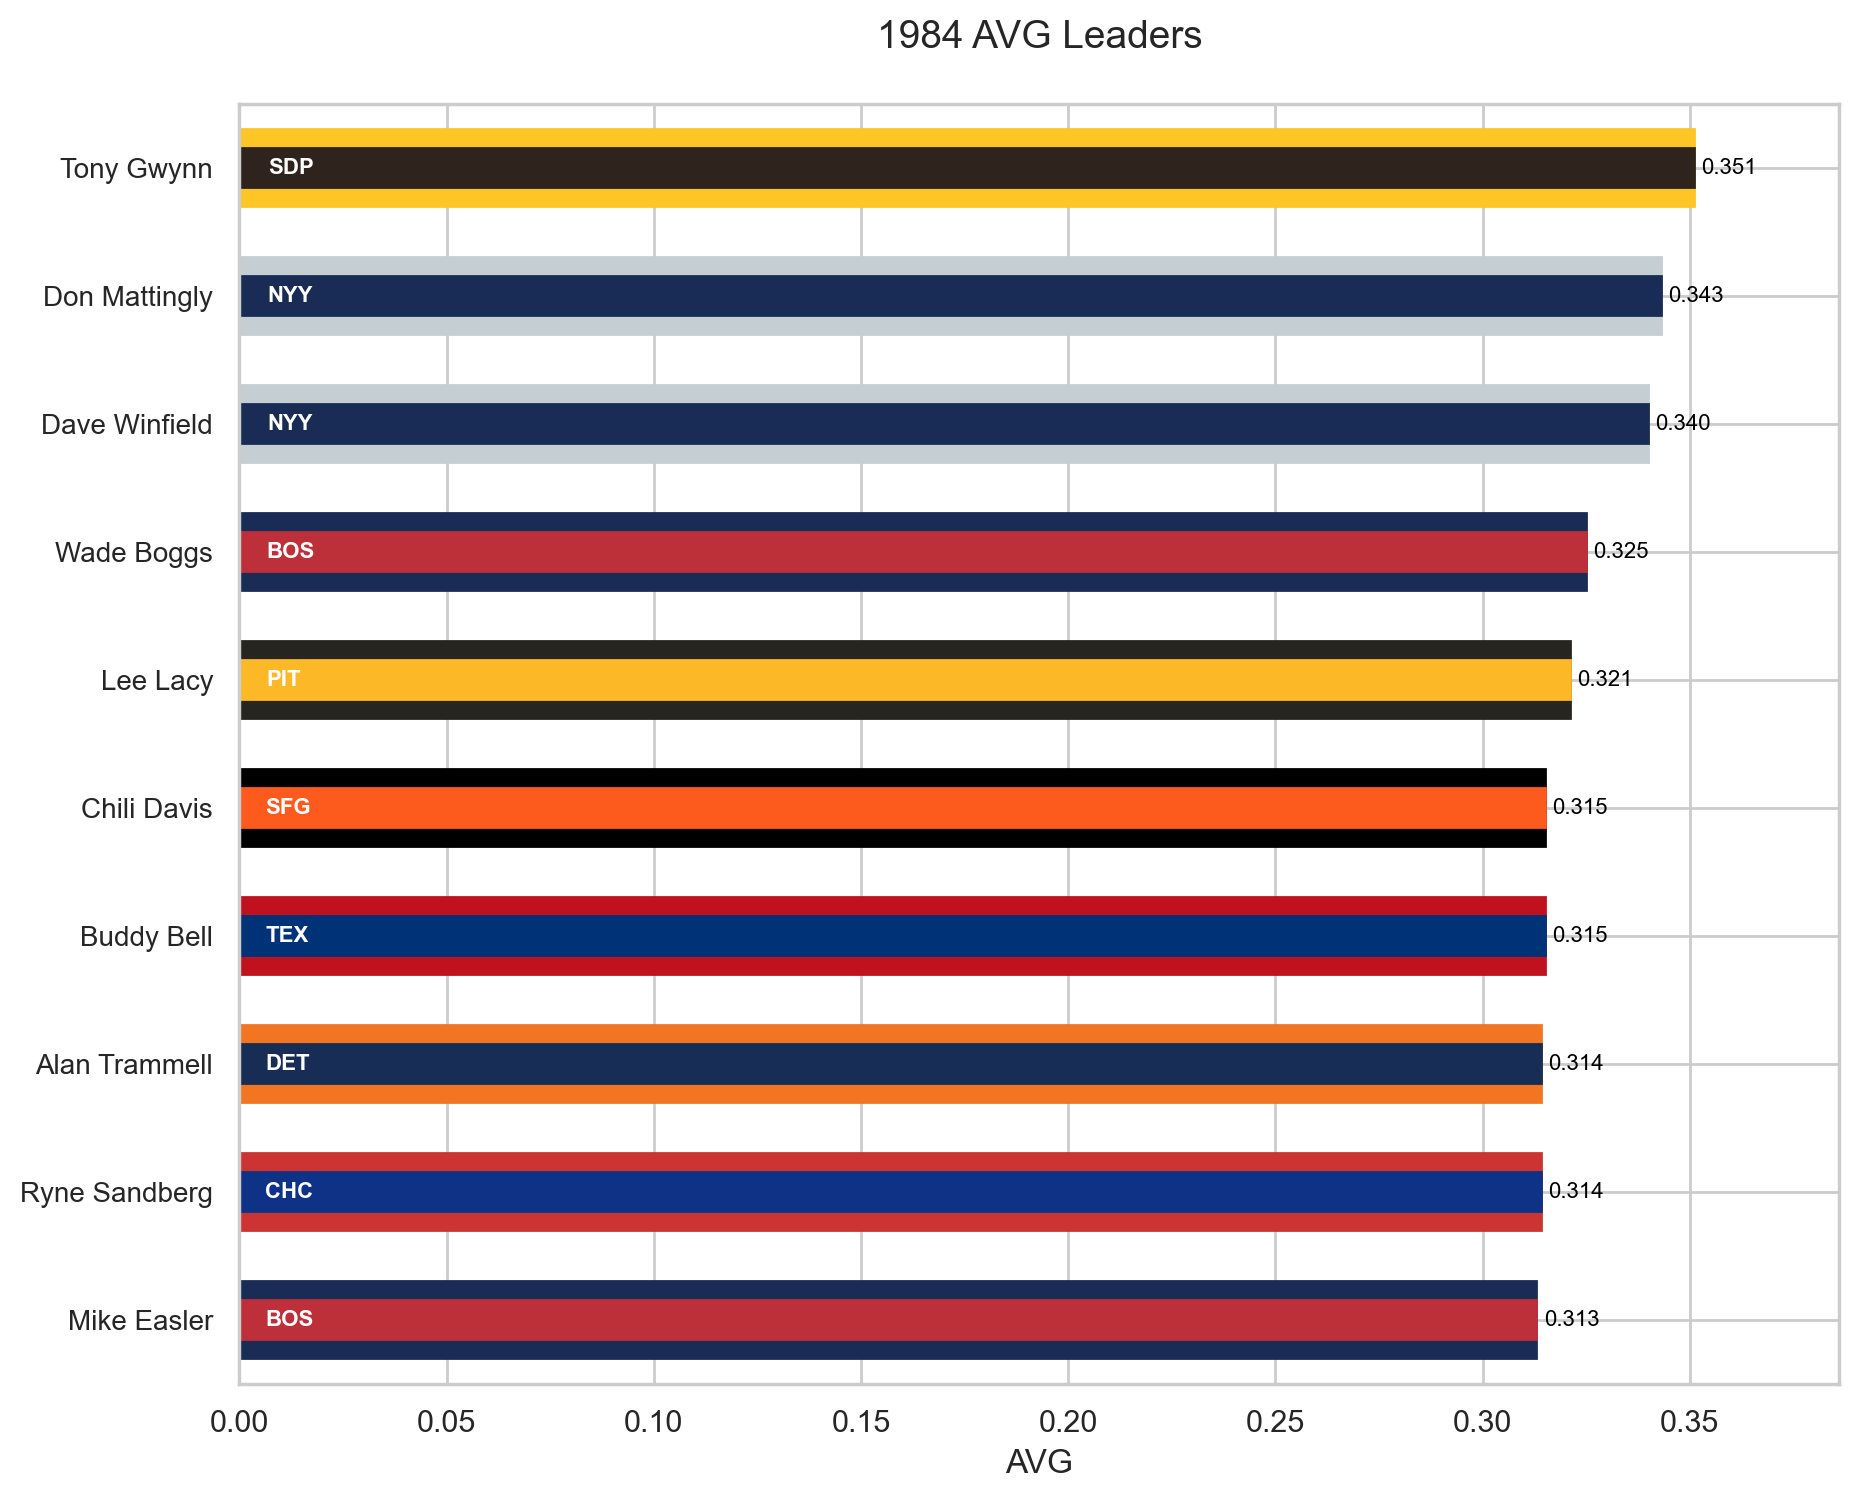 1984 AVG Leaders
Tony Gwynn SDP 0.351
Don Mattingly NYY 0.343
Dave Winfield NYY 0.340
Wade Boggs BOS 0.325
Lee Lacy PIT 0.321
Chili Davis SFG 0.315
Buddy Bell TEX 0.315
Alan Trammell DET 0.314
Ryne Sandberg CHC 0.314
Mike Easler BOS 0.313
0.00 0.05 0.10 0.15 0.20 0.25 0.30 0.35
AVG